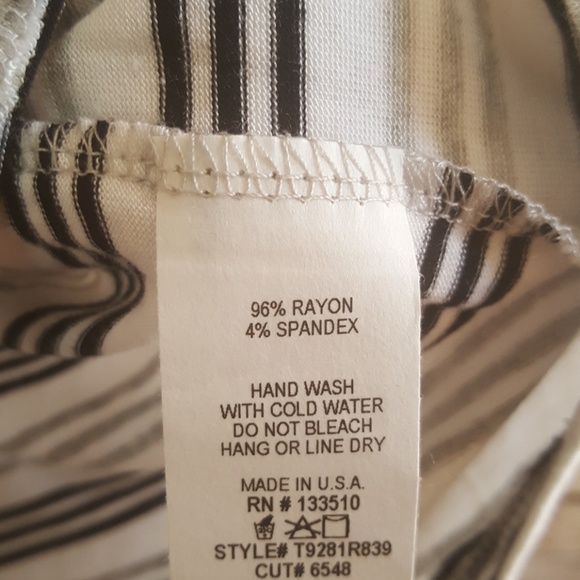 96% RAYON
4% SPANDEX
HAND WASH
WITH COLD WATER
DO NOT BLEACH
HANG OR LINE DRY
MADE IN U.S.A.
RN # 133510
STYLE# T9281R839
CUT# 6548